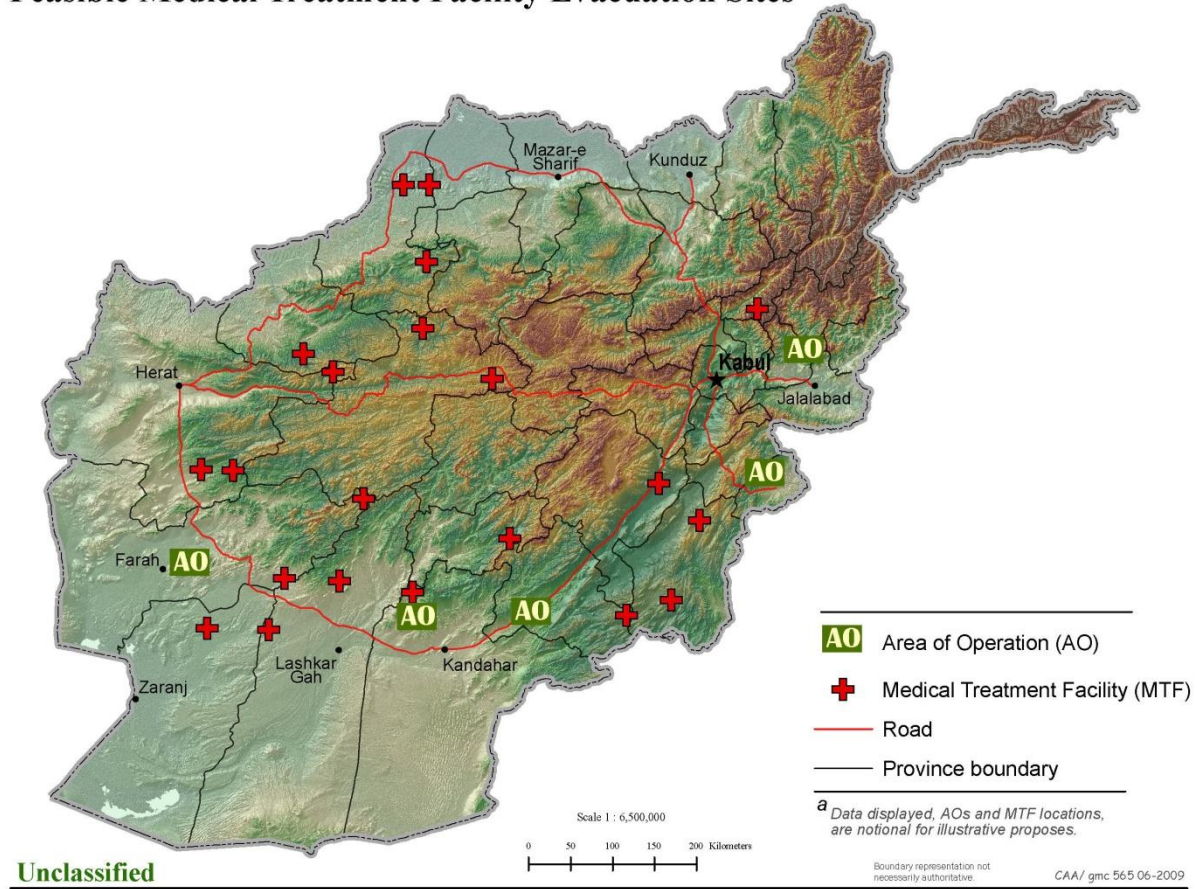 Feasible Medical Treatment Facility Evacuation Sites
Mazar-e
Sharif
Kunduz
AO
Kabul
Herat
Jalalabad
AO
Farah
AO
AO
AO
Lashkar
Gah
Kandahar
Zaranj
AO Area of Operation (AO)
Medical Treatment Facility (MTF)
Road
Province boundary
a Data displayed, AOs and MTF locations,
are notional for illustrative proposes.
Scale 1 : 6,500,000
0 50 100 150 200 Kilometers
Unclassified
Boundary representation not
necessarily authoritative.
CAA/ gmc 565 06-2009